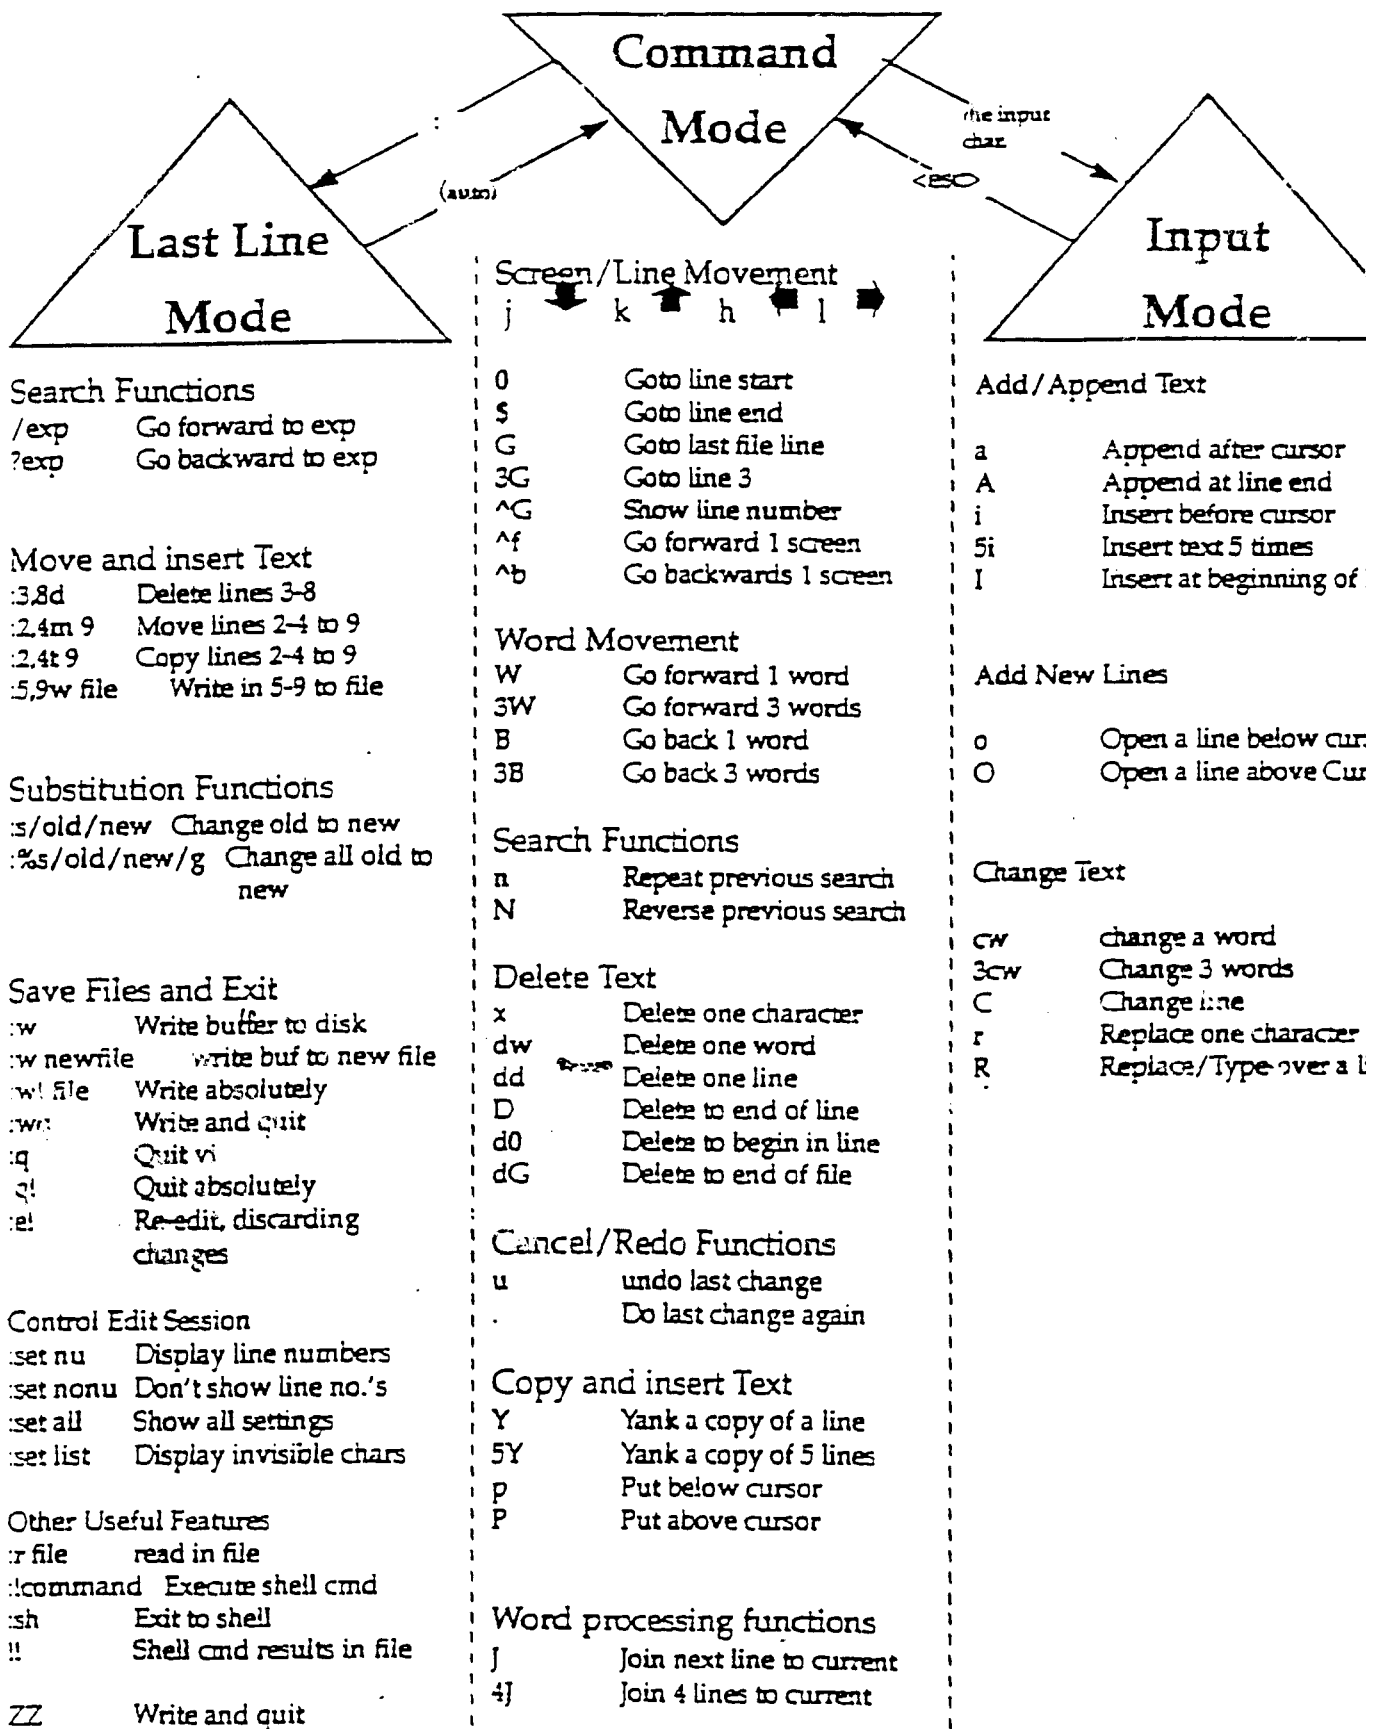 Command
Mode
:
(auto)
the input
char.
<esc>
Last Line
Mode
Input
Mode
Search Functions
/exp Go forward to exp
?exp Go backward to exp
Move and insert Text
:3,8d Delete lines 3-8
:2,4m 9 Move lines 2-4 to 9
:2,4t 9 Copy lines 2-4 to 9
:5,9w file Write in 5-9 to file
Substitution Functions
:s/old/new Change old to new
:%s/old/new/g Change all old to
new
Save Files and Exit
:w Write buffer to disk
:w newfile write buf to new file
:w! file Write absolutely
:wq Write and quit
:q Quit vi
q! Quit absolutely
:e! Re-edit, discarding
changes
Control Edit Session
:set nu Display line numbers
:set nonu Don't show line no.'s
:set all Show all settings
:set list Display invisible chars
Other Useful Features
:r file read in file
:!command Execute shell cmd
:sh Exit to shell
!! Shell cmd results in file
ZZ Write and quit
Screen/Line Movement
j k h l
0 Goto line start
$ Goto line end
G Goto last file line
3G Goto line 3
^G Show line number
^f Go forward 1 screen
^b Go backwards 1 screen
Word Movement
W Go forward 1 word
3W Go forward 3 words
B Go back 1 word
3B Go back 3 words
Search Functions
n Repeat previous search
N Reverse previous search
Delete Text
x Delete one character
dw Delete one word
dd Delete one line
D Delete to end of line
d0 Delete to begin in line
dG Delete to end of file
Cancel/Redo Functions
u undo last change
. Do last change again
Copy and insert Text
Y Yank a copy of a line
5Y Yank a copy of 5 lines
p Put below cursor
P Put above cursor
Word processing functions
J Join next line to current
4J Join 4 lines to current
Add/Append Text
a Append after cursor
A Append at line end
i Insert before cursor
5i Insert text 5 times
I Insert at beginning of
Add New Lines
o Open a line below cur
O Open a line above Cur
Change Text
cw change a word
3cw Change 3 words
C Change line
r Replace one character
R Replace/Type over a li